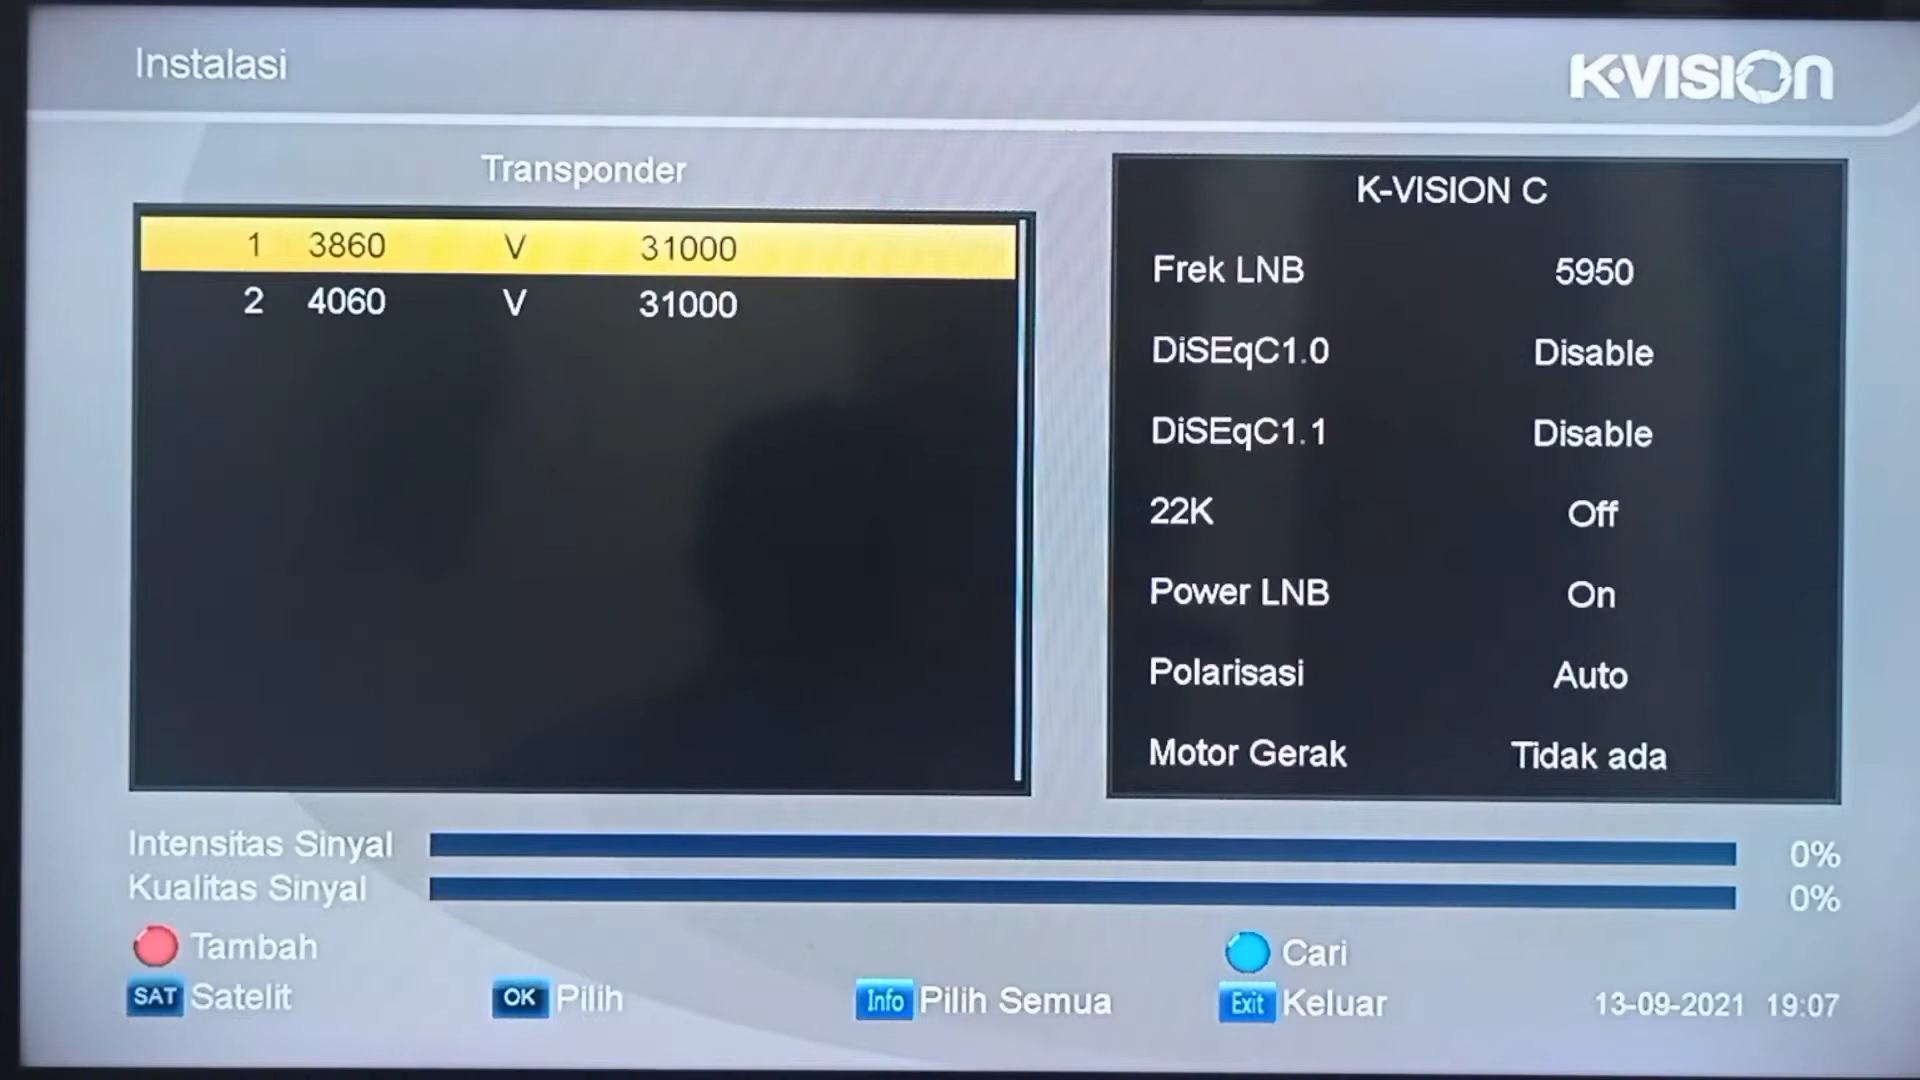 Instalasi
K-VISION
Transponder
1 3860 V 31000
2 4060 V 31000
K-VISION C
Frek LNB 5950
DiSEqC1.0 Disable
DiSEqC1.1 Disable
22K Off
Power LNB On
Polarisasi Auto
Motor Gerak Tidak ada
Intensitas Sinyal 0%
Kualitas Sinyal 0%
Tambah Cari
SAT Satelit OK Pilih Info Pilih Semua Exit Keluar 13-09-2021 19:07